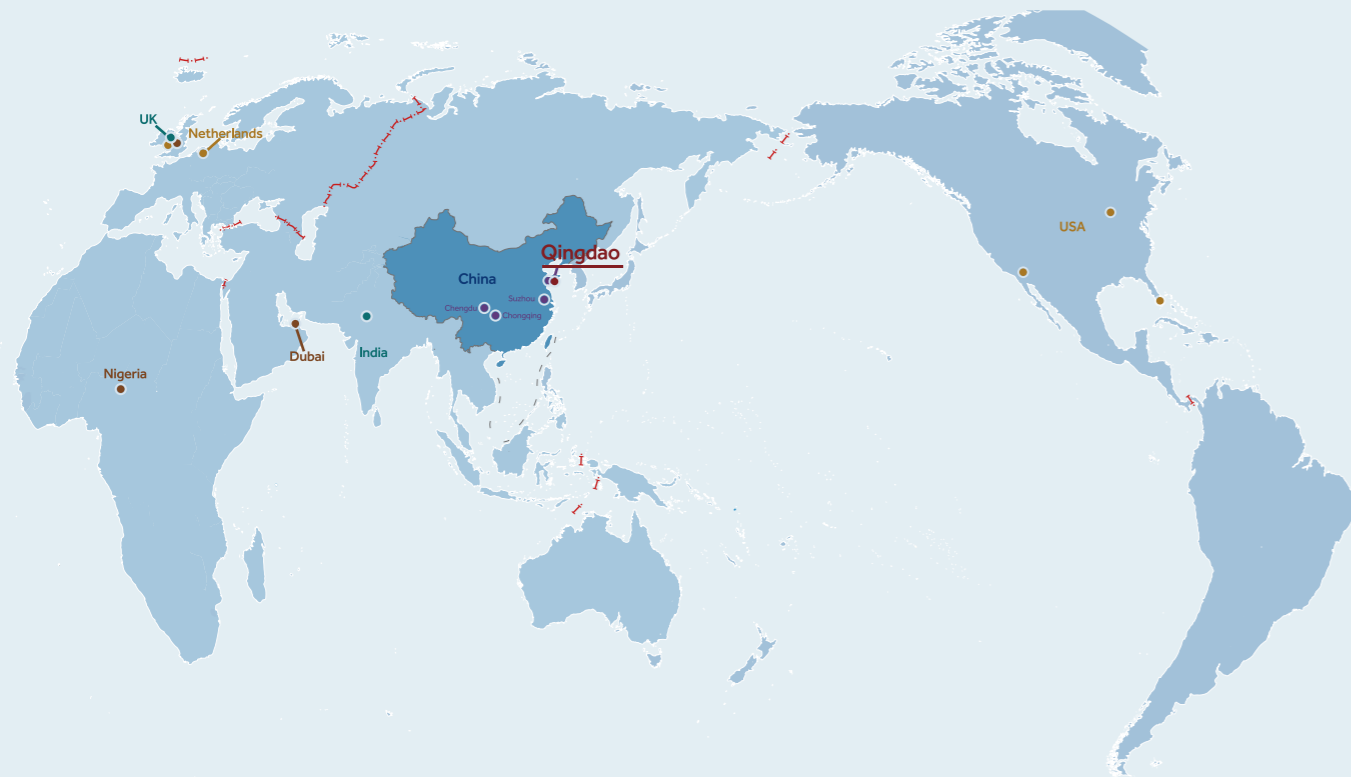 UK
Netherlands
USA
Qingdao
China
Suzhou
Chengdu
Chongqing
Dubai
India
Nigeria